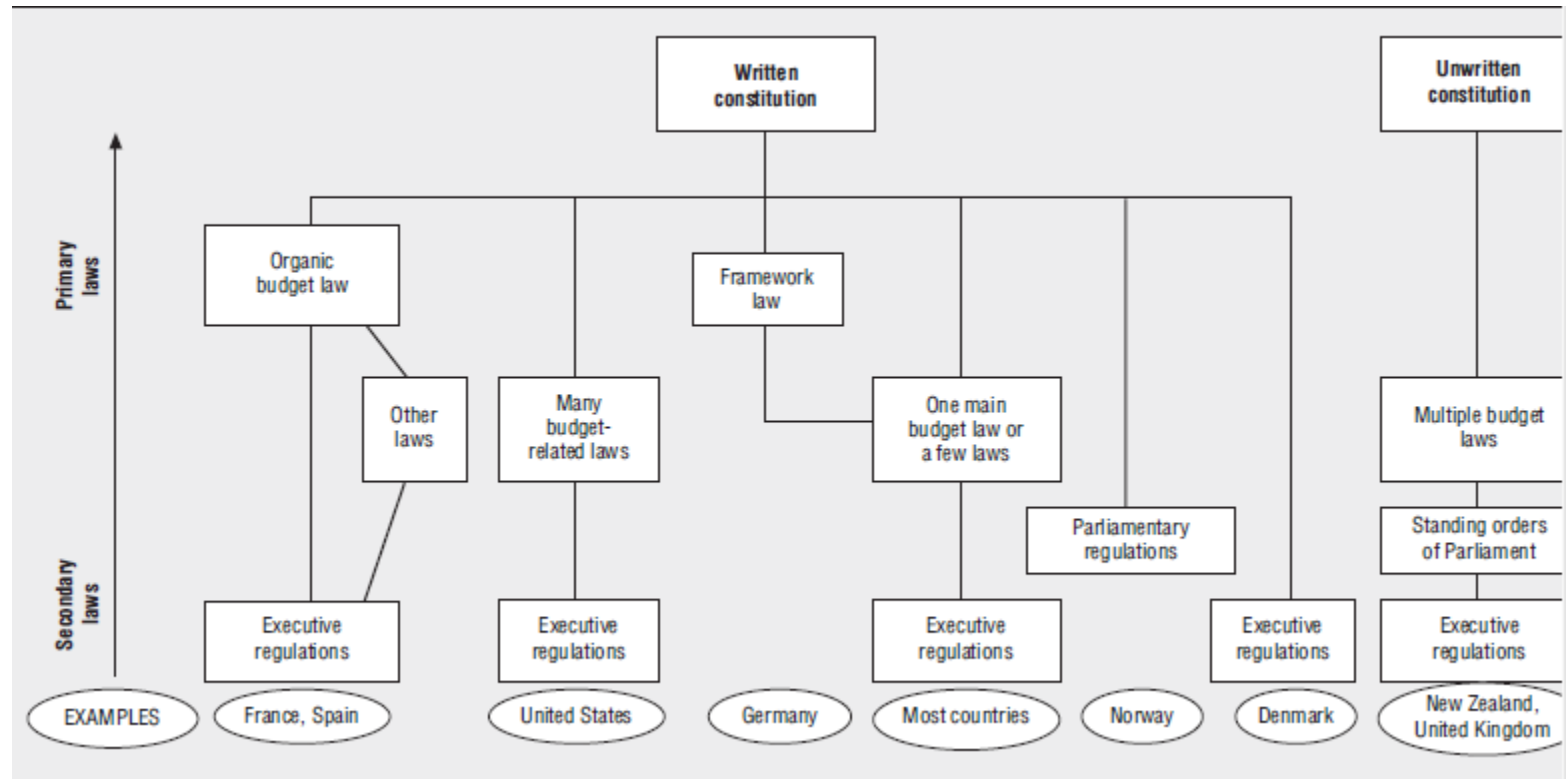 Written
constitution
Unwritten
constitution
Primary
laws
Organic
budget law
Framework
law
Other
laws
Many
budget-
related laws
One main
budget law or
a few laws
Multiple budget
laws
Parliamentary
regulations
Standing orders
of Parliament
Secondary
laws
Executive
regulations
Executive
regulations
Executive
regulations
Executive
regulations
Executive
regulations
EXAMPLES
France, Spain
United States
Germany
Most countries
Norway
Denmark
New Zealand,
United Kingdom